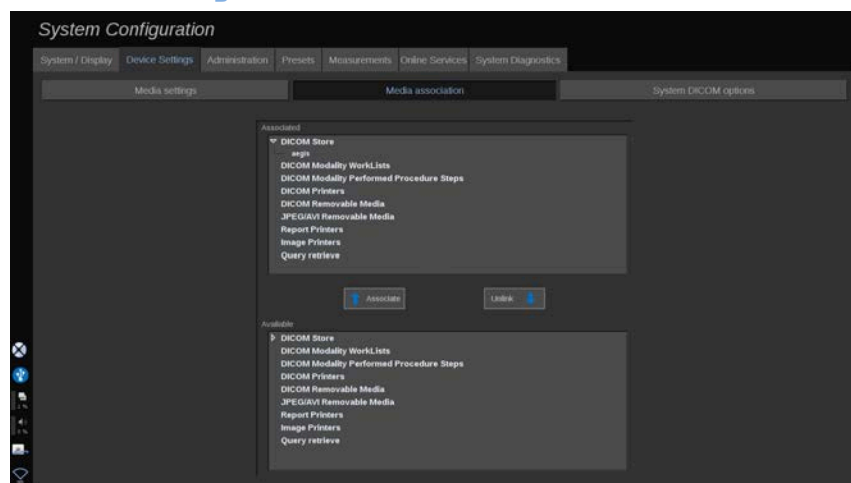 System Configuration
System / Display Device Settings Administration Presets Measurements Online Services System Diagnostics
Media settings Media association System DICOM options
Associated
DICOM Store
aegis
DICOM Modality WorkLists
DICOM Modality Performed Procedure Steps
DICOM Printers
DICOM Removable Media
JPEG/AVI Removable Media
Report Printers
Image Printers
Query retrieve
Associate Unlink
Available
DICOM Store
DICOM Modality WorkLists
DICOM Modality Performed Procedure Steps
DICOM Printers
DICOM Removable Media
JPEG/AVI Removable Media
Report Printers
Image Printers
Query retrieve